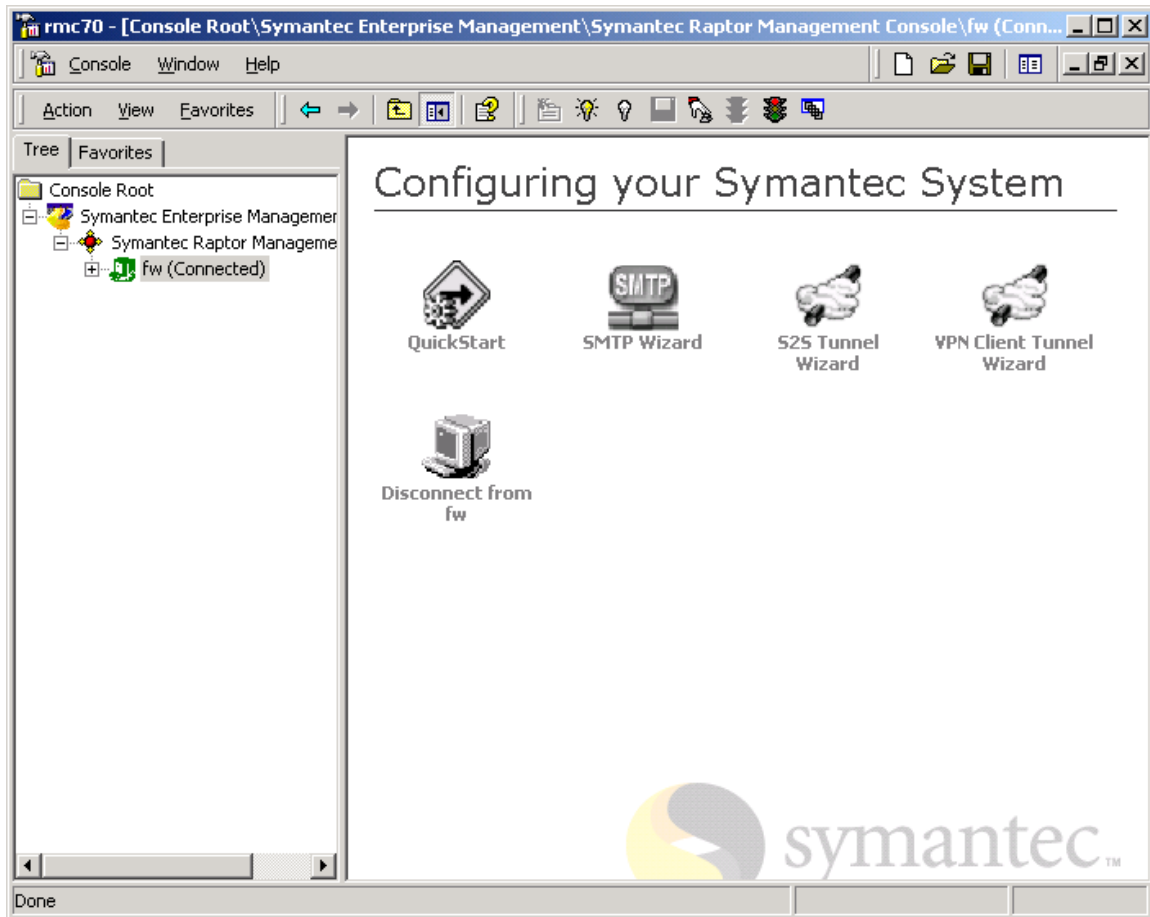 rmc70 - [Console Root\Symantec Enterprise Management\Symantec Raptor Management Console\fw (Conn...
Console Window Help
Action View Favorites
Tree Favorites
Console Root
Symantec Enterprise Managemer
Symantec Raptor Manageme
fw (Connected)
Configuring your Symantec System
SMTP
QuickStart
SMTP Wizard
S2S Tunnel
Wizard
VPN Client Tunnel
Wizard
Disconnect from
fw
symantec™
Done